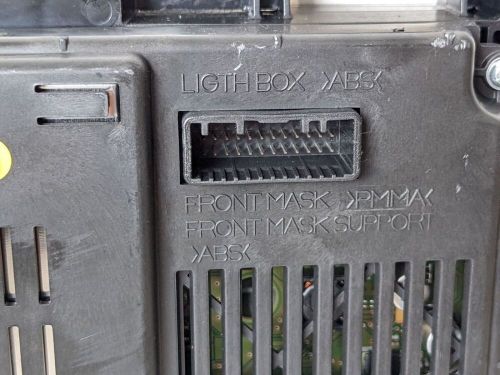 LIGTH BOX >ABS<
FRONT MASK >PMMA<
FRONT MASK SUPPORT
>ABS<